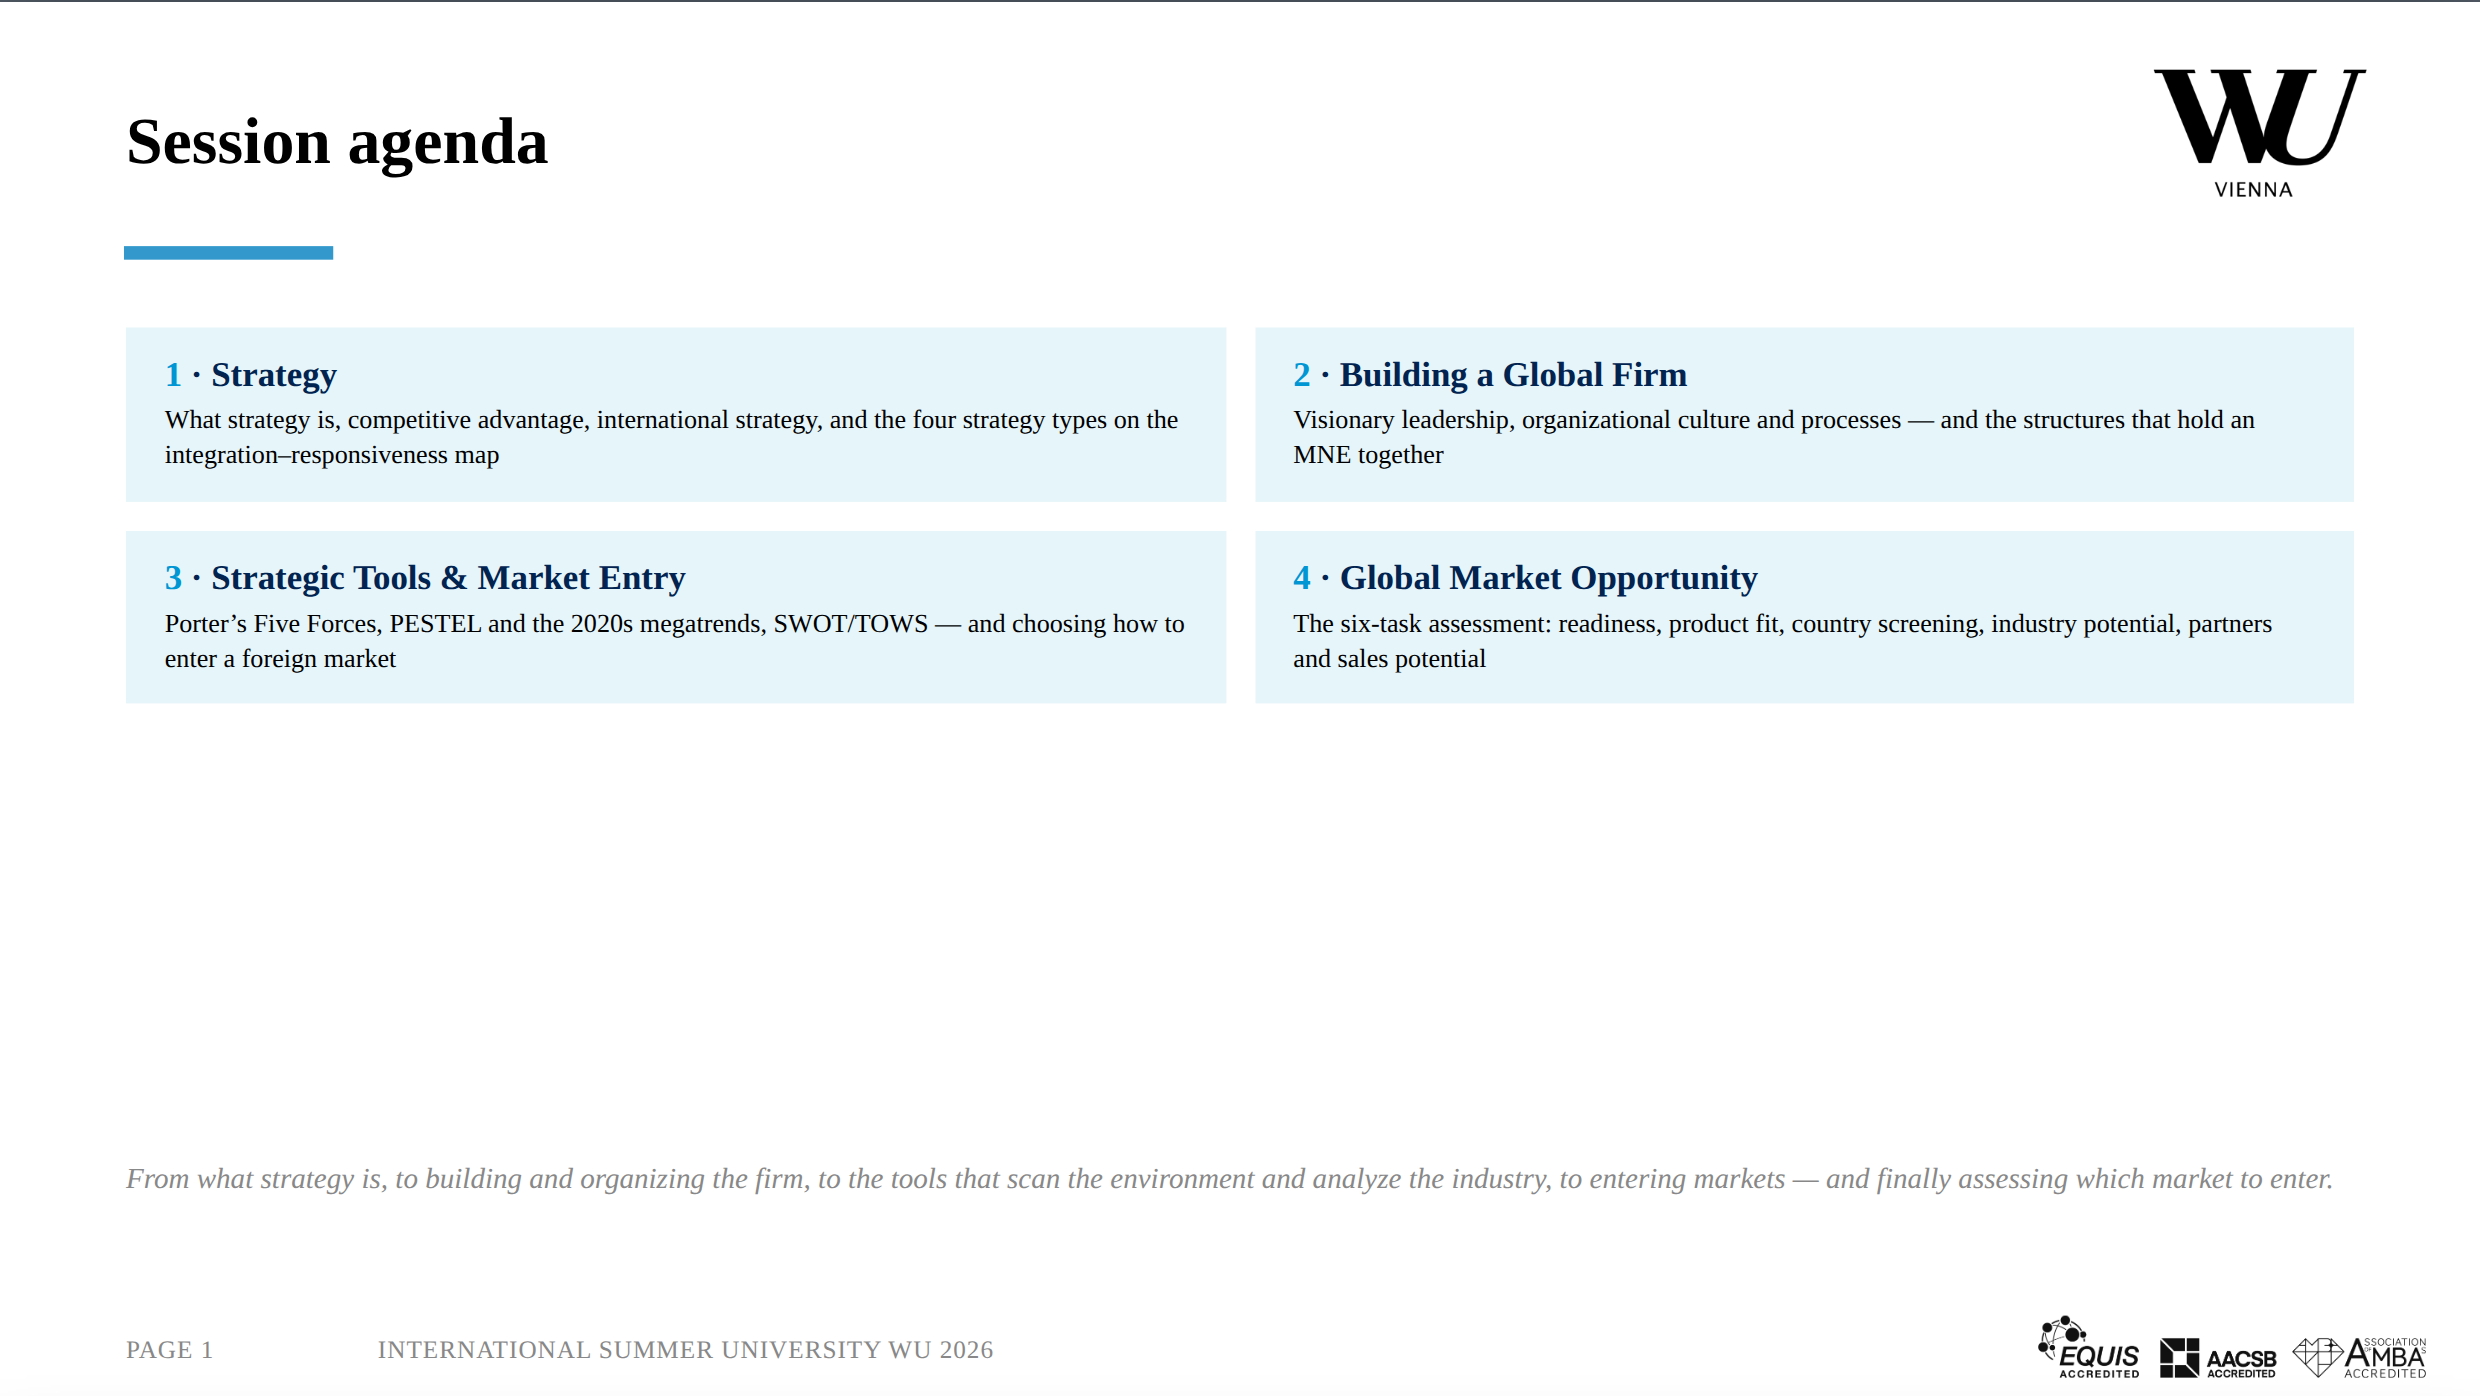 Session agenda
WU
VIENNA
1 · Strategy
What strategy is, competitive advantage, international strategy, and the four strategy types on the
integration–responsiveness map
2 · Building a Global Firm
Visionary leadership, organizational culture and processes — and the structures that hold an
MNE together
3 · Strategic Tools & Market Entry
Porter’s Five Forces, PESTEL and the 2020s megatrends, SWOT/TOWS — and choosing how to
enter a foreign market
4 · Global Market Opportunity
The six-task assessment: readiness, product fit, country screening, industry potential, partners
and sales potential
From what strategy is, to building and organizing the firm, to the tools that scan the environment and analyze the industry, to entering markets — and finally assessing which market to enter.
PAGE 1
INTERNATIONAL SUMMER UNIVERSITY WU 2026
EQUIS
ACCREDITED
AACSB
ACCREDITED
ASSOCIATION
OF
AMBAS
ACCREDITED